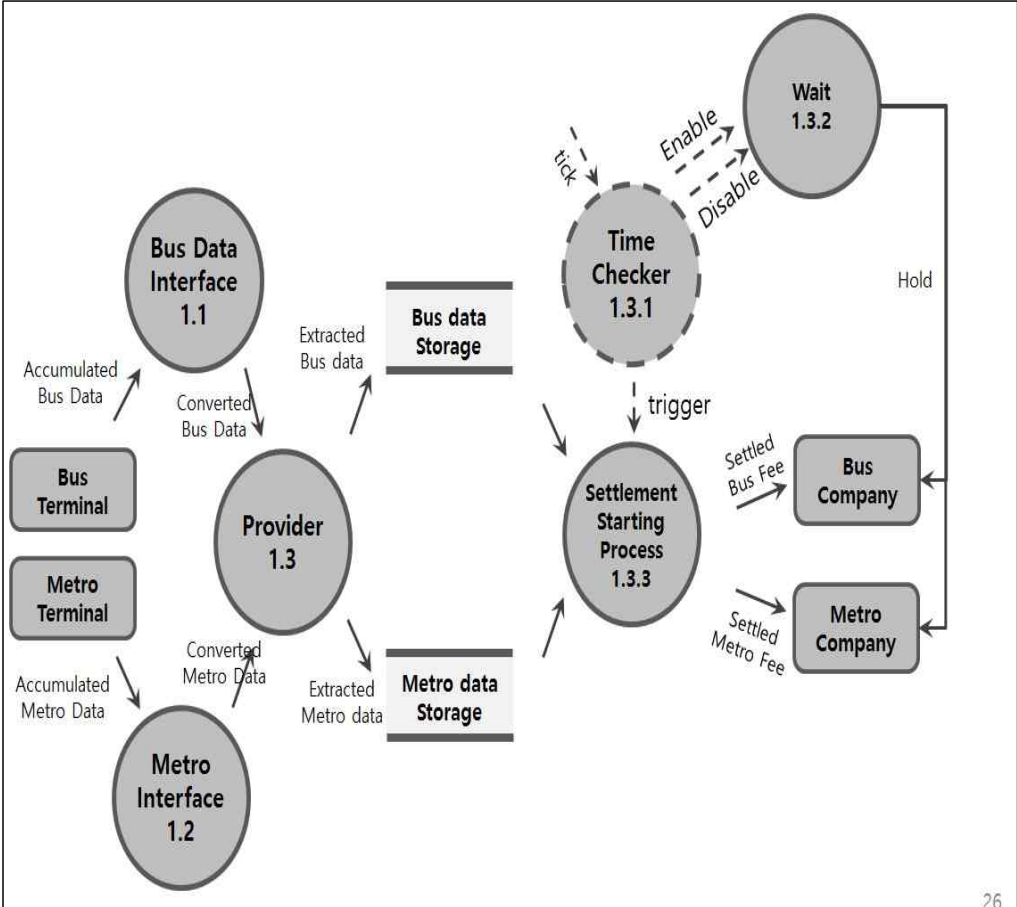 Wait
1.3.2
tick
Enable
Disable
Time
Checker
1.3.1
Hold
Bus Data
Interface
1.1
Bus data
Storage
Extracted
Bus data
Accumulated
Bus Data
Converted
Bus Data
trigger
Bus
Terminal
Provider
1.3
Settlement
Starting
Process
1.3.3
Settled
Bus Fee
Bus
Company
Metro
Terminal
Settled
Metro Fee
Metro
Company
Accumulated
Metro Data
Converted
Metro Data
Extracted
Metro data
Metro data
Storage
Metro
Interface
1.2
26